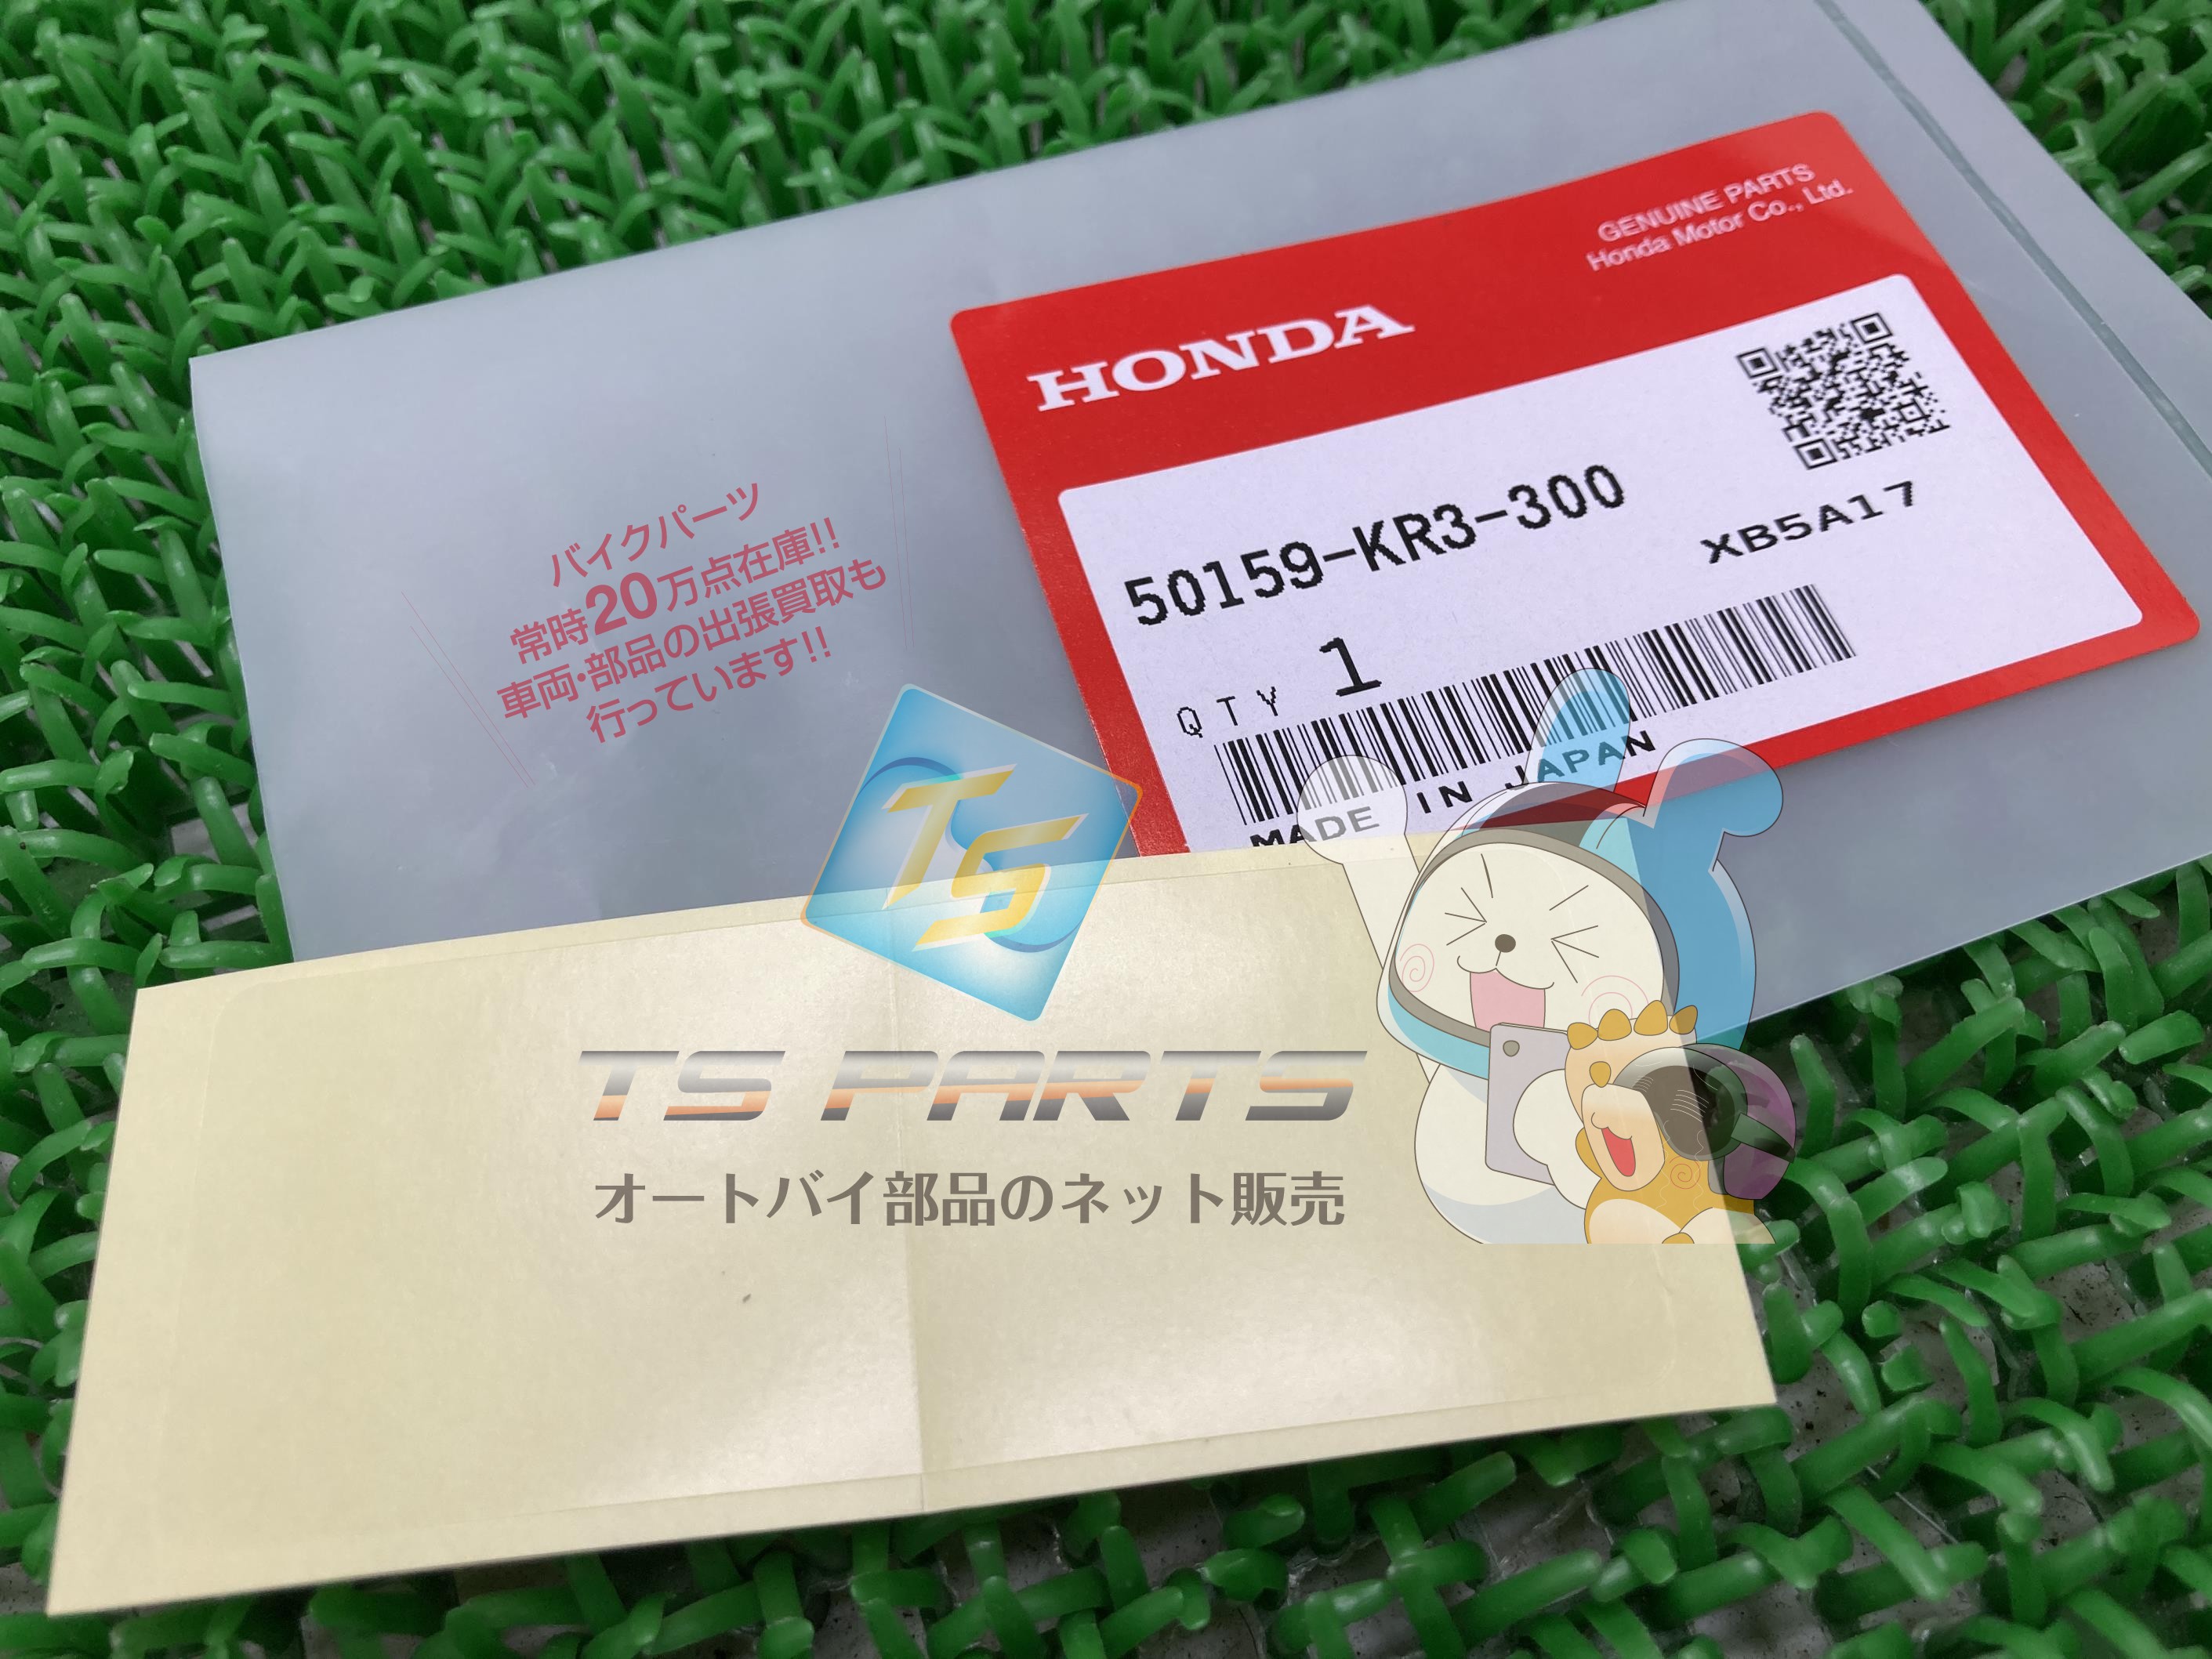 GENUINE PARTS
Honda Motor Co., Ltd.
HONDA
50159-KR3-300
XB5A17
QTY 1
MADE IN JAPAN
バイクパーツ
常時20万点在庫!!
車両・部品の出張買取も
行っています!!
TS
TS PARTS
オートバイ部品のネット販売